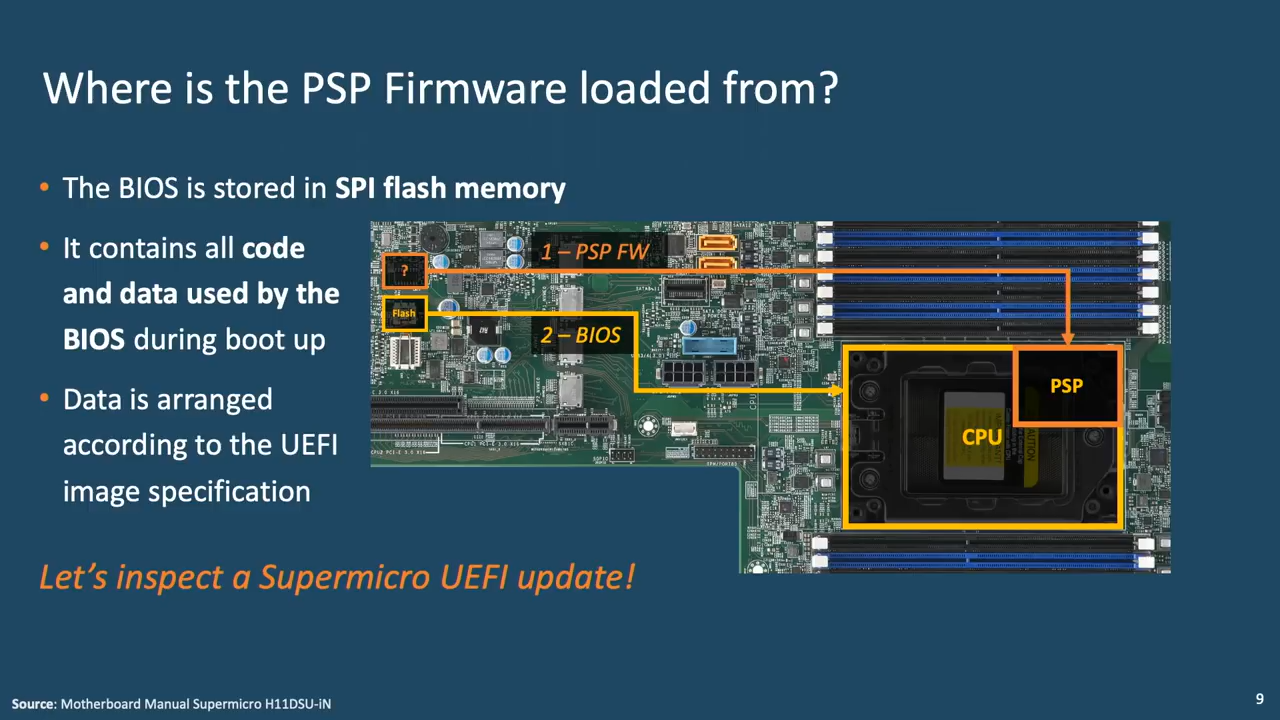 Where is the PSP Firmware loaded from?
• The BIOS is stored in SPI flash memory
• It contains all code
and data used by the
BIOS during boot up
• Data is arranged
according to the UEFI
image specification
1 – PSP FW
?
Flash
2 – BIOS
PSP
CPU
Let’s inspect a Supermicro UEFI update!
Source: Motherboard Manual Supermicro H11DSU-iN
9